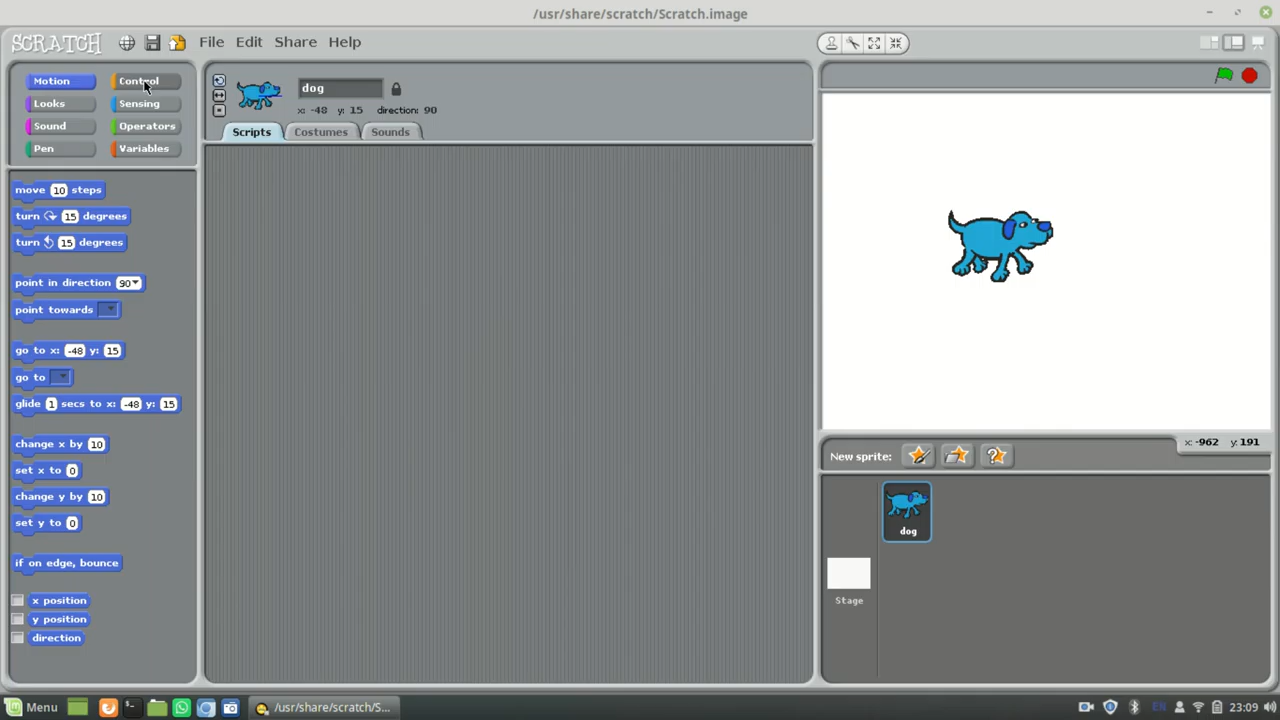 /usr/share/scratch/Scratch.image
SCRATCH File Edit Share Help
Motion Control
Looks Sensing
Sound Operators
Pen Variables
move 10 steps
turn 15 degrees
turn 15 degrees
point in direction 90
point towards
go to x: -48 y: 15
go to
glide 1 secs to x: -48 y: 15
change x by 10
set x to 0
change y by 10
set y to 0
if on edge, bounce
x position
y position
direction
dog
x: -48 y: 15 direction: 90
Scripts Costumes Sounds
x: -962 y: 191
New sprite:
dog
Stage
Menu /usr/share/scratch/S... EN 23:09